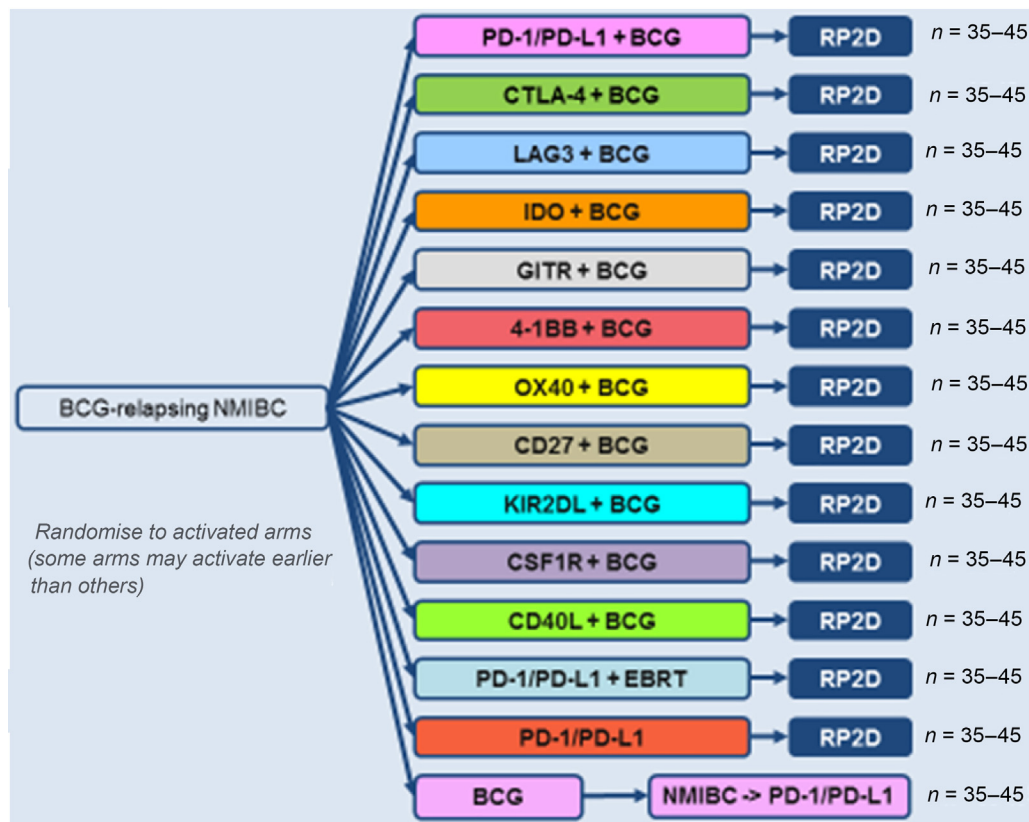 PD-1/PD-L1 + BCG RP2D n = 35–45
CTLA-4 + BCG RP2D n = 35–45
LAG3 + BCG RP2D n = 35–45
IDO + BCG RP2D n = 35–45
GITR + BCG RP2D n = 35–45
4-1BB + BCG RP2D n = 35–45
OX40 + BCG RP2D n = 35–45
BCG-relapsing NMIBC
CD27 + BCG RP2D n = 35–45
KIR2DL + BCG RP2D n = 35–45
Randomise to activated arms
(some arms may activate earlier
than others)
CSF1R + BCG RP2D n = 35–45
CD40L + BCG RP2D n = 35–45
PD-1/PD-L1 + EBRT RP2D n = 35–45
PD-1/PD-L1 RP2D n = 35–45
BCG NMIBC -> PD-1/PD-L1 n = 35–45